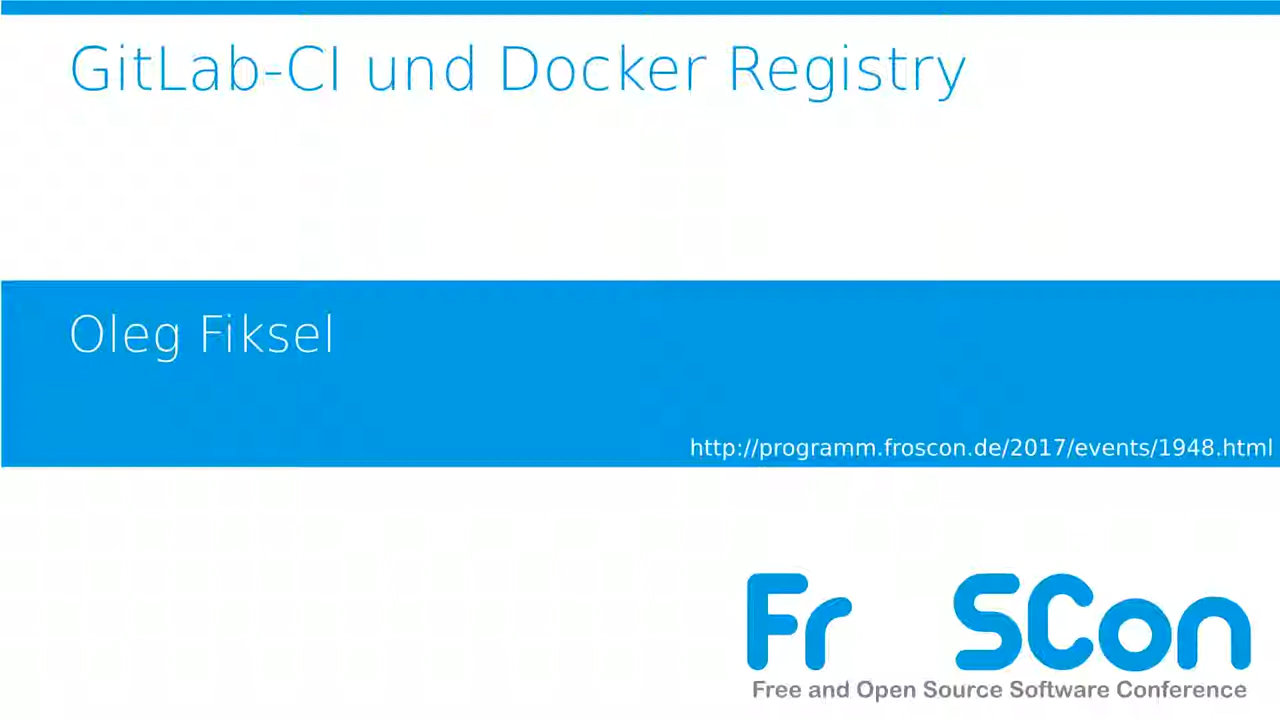 GitLab-CI und Docker Registry
Oleg Fiksel
http://programm.froscon.de/2017/events/1948.html
Fr SCon
Free and Open Source Software Conference